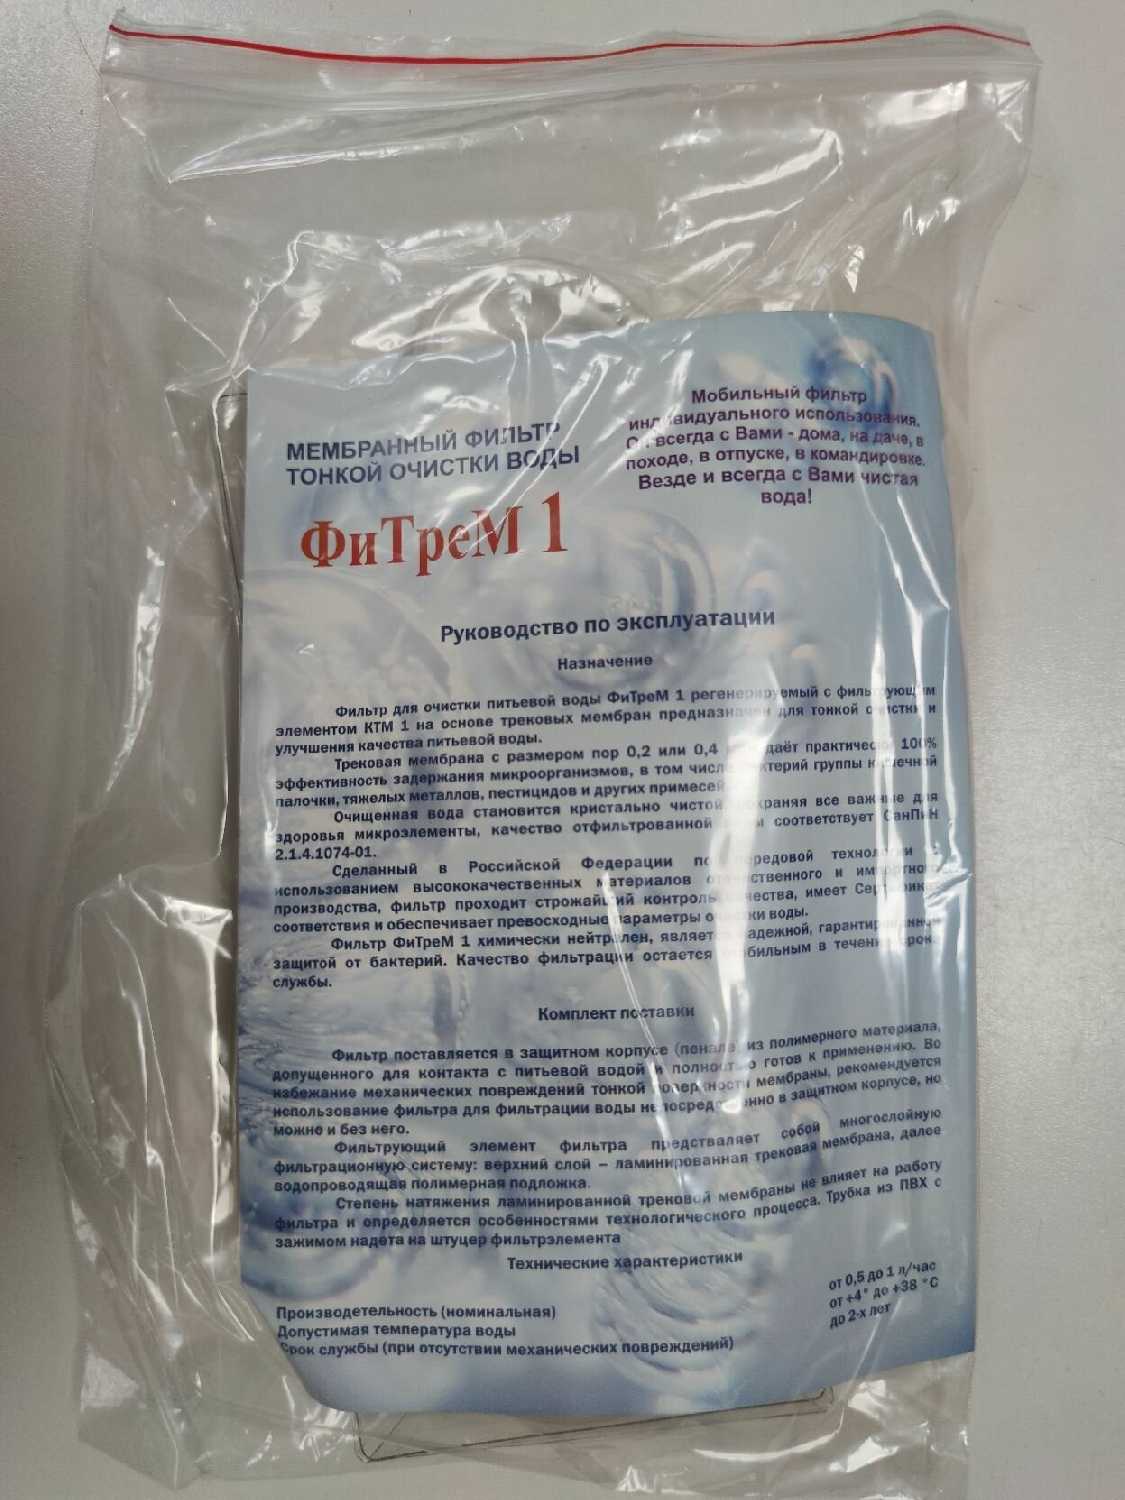 МЕМБРАННЫЙ ФИЛЬТР
ТОНКОЙ ОЧИСТКИ ВОДЫ
ФиТреМ 1
Мобильный фильтр
индивидуального использования.
всегда с Вами - дома, на даче, в
походе, в отпуске, в командировке.
Везде и всегда с Вами чистая
вода!
Руководство по эксплуатации
Назначение
Фильтр для очистки питьевой воды ФиТреМ 1 регенерируемый с фильтрующим
элементом КТМ 1 на основе трековых мембран предназначен для тонкой очистки и
улучшения качества питьевой воды.
Трековая мембрана с размером пор 0,2 или 0,4 даёт практически 100%
эффективность задержания микроорганизмов, в том числе бактерий группы кишечной
палочки, тяжелых металлов, пестицидов и других примесей
Очищенная вода становится кристально чистой сохраняя все важные для
здоровья микроэлементы, качество отфильтрованной соответствует СанПиН
2.1.4.1074-01.
Сделанный в Российской Федерации по передовой технологии с
использованием высококачественных материалов отечественного и импортного
производства, фильтр проходит строжайший контроль качества, имеет Сертификат
соответствия и обеспечивает превосходные параметры очистки воды.
Фильтр ФиТреМ 1 химически нейтрален, является надежной, гарантированной
защитой от бактерий. Качество фильтрации остается стабильным в течении срока
службы.
Комплект поставки
Фильтр поставляется в защитном корпусе (пенале) из полимерного материала,
допущенного для контакта с питьевой водой и полностью готов к применению. Во
избежание механических повреждений тонкой поверхности мембраны, рекомендуется
использование фильтра для фильтрации воды непосредственно в защитном корпусе, но
можно и без него.
Фильтрующий элемент фильтра предстваляет собой многослойную
фильтрационную систему: верхний слой – ламинированная трековая мембрана, далее
водопроводящая полимерная подложка.
Степень натяжения ламинированной трековой мембраны не влияет на работу
фильтра и определяется особенностями технологического процесса. Трубка из ПВХ с
зажимом надета на штуцер фильтрэлемента
Технические характеристики
Производетельность (номинальная) от 0,5 до 1 л/час
Допустимая температура воды от +4° до +38 °С
Срок службы (при отсутствии механических повреждений) до 2-х лет